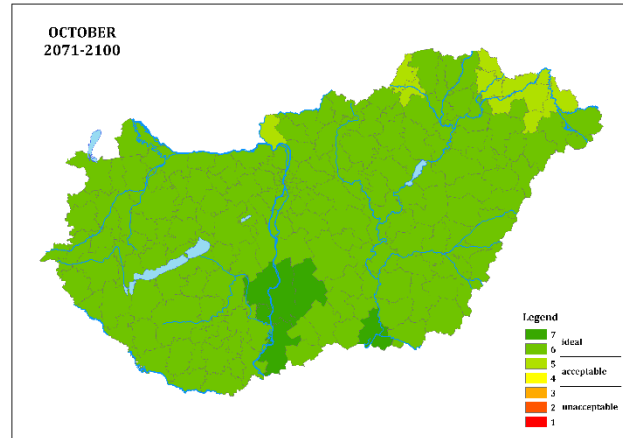 OCTOBER
2071-2100
Legend
7
ideal
6
5
acceptable
4
3
2 unacceptable
1